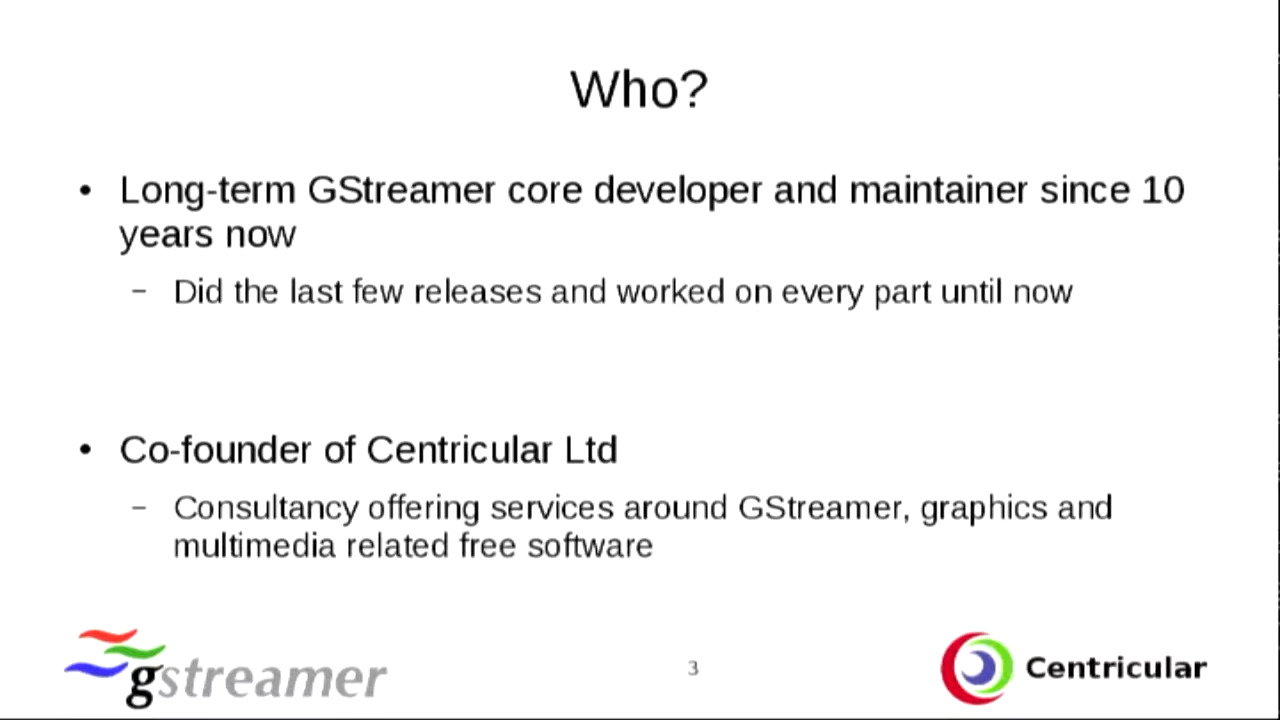 Who?
• Long-term GStreamer core developer and maintainer since 10
years now
– Did the last few releases and worked on every part until now
• Co-founder of Centricular Ltd
– Consultancy offering services around GStreamer, graphics and
multimedia related free software
gstreamer
3
Centricular